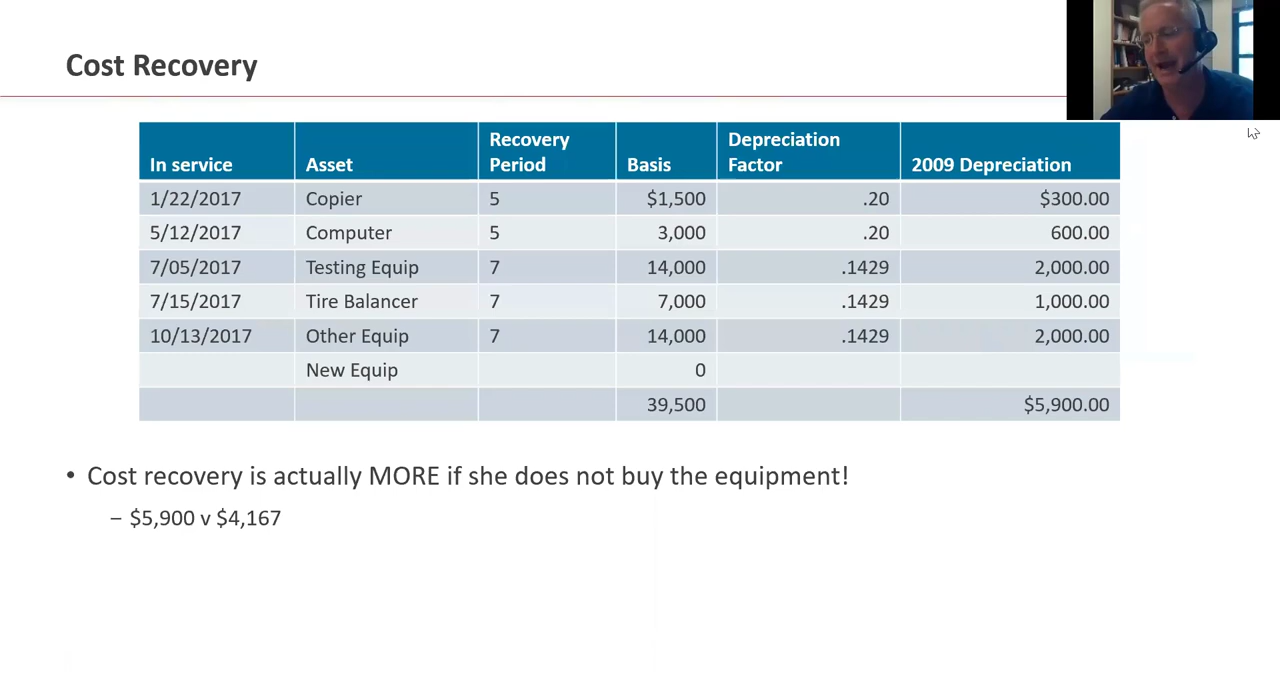 Cost Recovery
In service Asset Recovery Period Basis Depreciation Factor 2009 Depreciation
1/22/2017 Copier 5 $1,500 .20 $300.00
5/12/2017 Computer 5 3,000 .20 600.00
7/05/2017 Testing Equip 7 14,000 .1429 2,000.00
7/15/2017 Tire Balancer 7 7,000 .1429 1,000.00
10/13/2017 Other Equip 7 14,000 .1429 2,000.00
New Equip 0
39,500 $5,900.00
• Cost recovery is actually MORE if she does not buy the equipment!
– $5,900 v $4,167